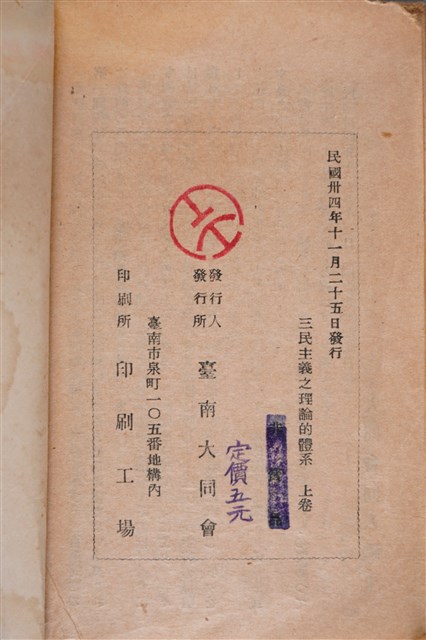 民國卅四年十一月二十五日發行
三民主義之理論的體系 上卷
非賣品
定價五元
發行人
發行所 臺南大同會
臺南市泉町一〇五番地構內
印刷所 印刷工場